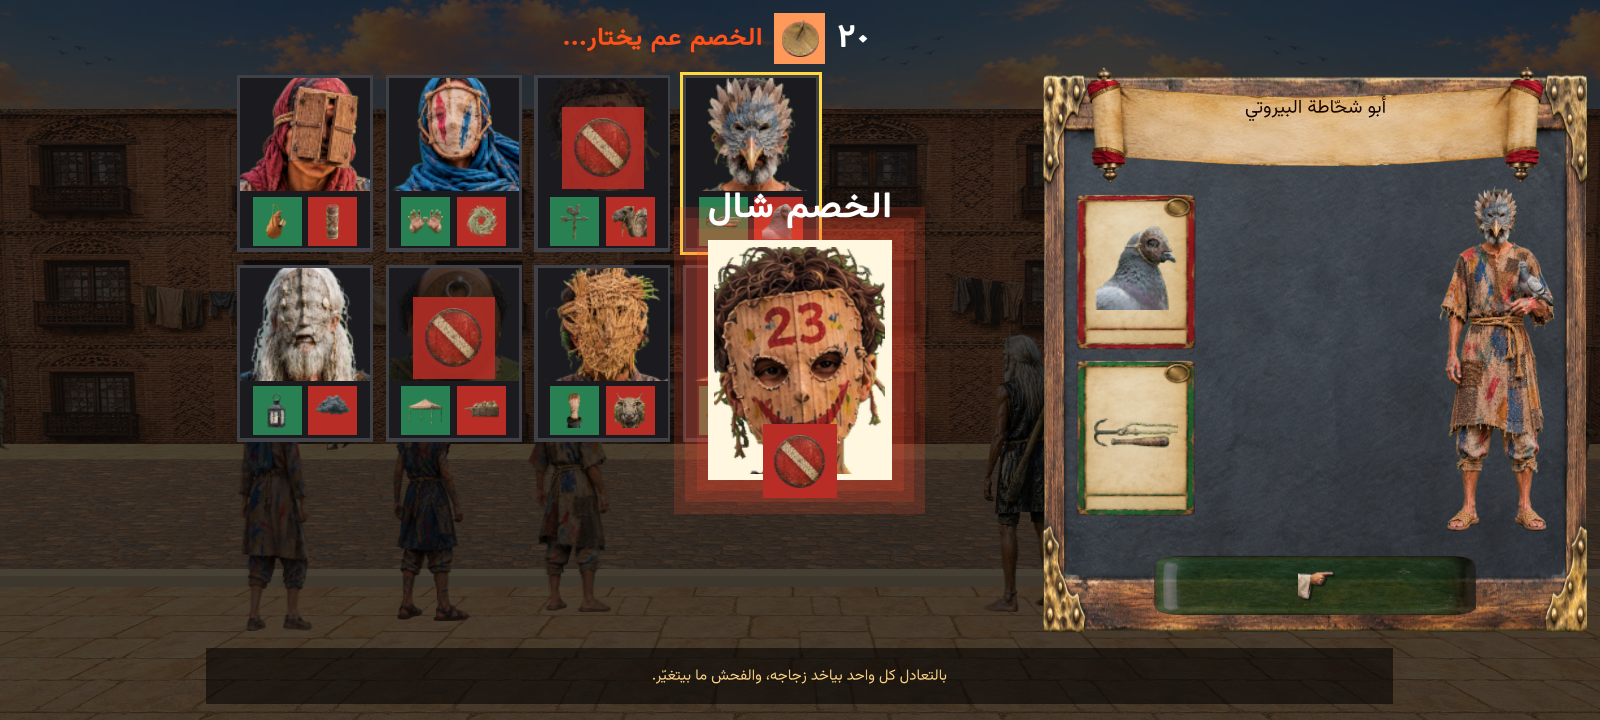 الخصم عم يختار...
٢٠
أبو شحّاطة البيروتي
الخصم شال
23
بالتعادل كل واحد بياخد زجاجه، والفحش ما بيتغيّر.